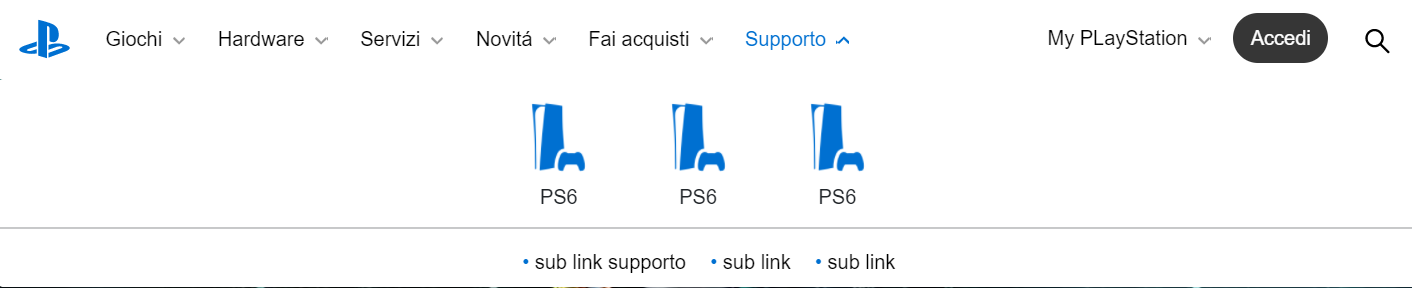 Giochi Hardware Servizi Novitá Fai acquisti Supporto My PLayStation Accedi
PS6 PS6 PS6
• sub link supporto • sub link • sub link